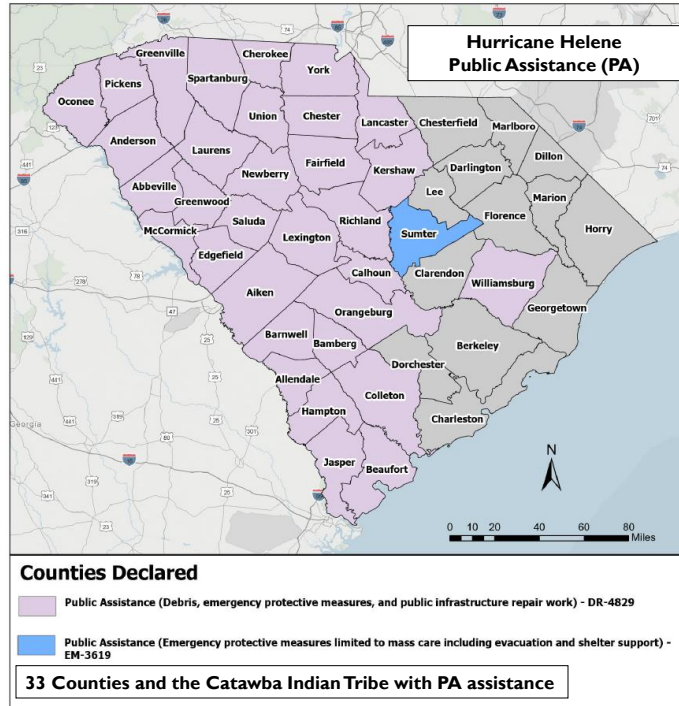 Hurricane Helene
Public Assistance (PA)
Cherokee
Greenville
York
Spartanburg
Pickens
Oconee
Union
Chester
Lancaster
Chesterfield
Marlboro
Anderson
Laurens
Dillon
Fairfield
Darlington
Newberry
Kershaw
Abbeville
Lee
Marion
Greenwood
Florence
Saluda
Richland
Horry
McCormick
Lexington
Sumter
Edgefield
Calhoun
Clarendon
Williamsburg
Aiken
Orangeburg
Georgetown
Barnwell
Bamberg
Berkeley
Dorchester
Allendale
Colleton
Hampton
Charleston
Georgia
Jasper
Beaufort
N
0 10 20 40 60 80
Miles
Counties Declared
Public Assistance (Debris, emergency protective measures, and public infrastructure repair work) - DR-4829
Public Assistance (Emergency protective measures limited to mass care including evacuation and shelter support) -
EM-3619
33 Counties and the Catawba Indian Tribe with PA assistance